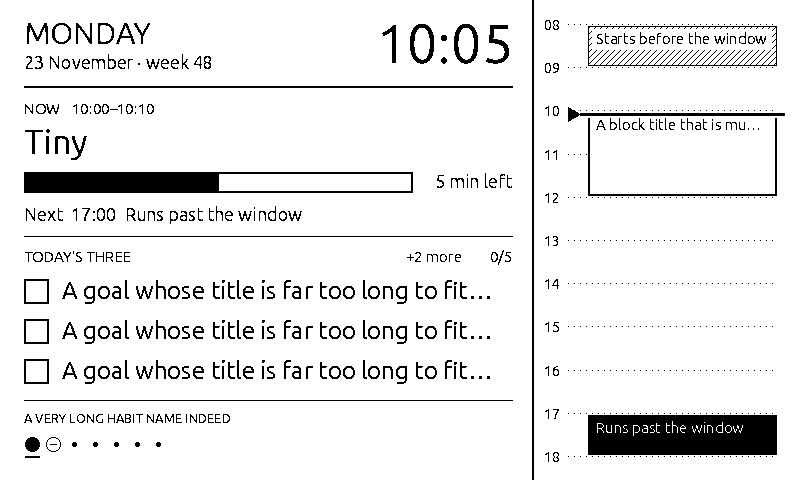 MONDAY
23 November · week 48
10:05
NOW 10:00–10:10
Tiny
5 min left
Next 17:00 Runs past the window
TODAY'S THREE
+2 more 0/5
A goal whose title is far too long to fit…
A goal whose title is far too long to fit…
A goal whose title is far too long to fit…
A VERY LONG HABIT NAME INDEED
08
Starts before the window
09
10
A block title that is mu…
11
12
13
14
15
16
17
Runs past the window
18